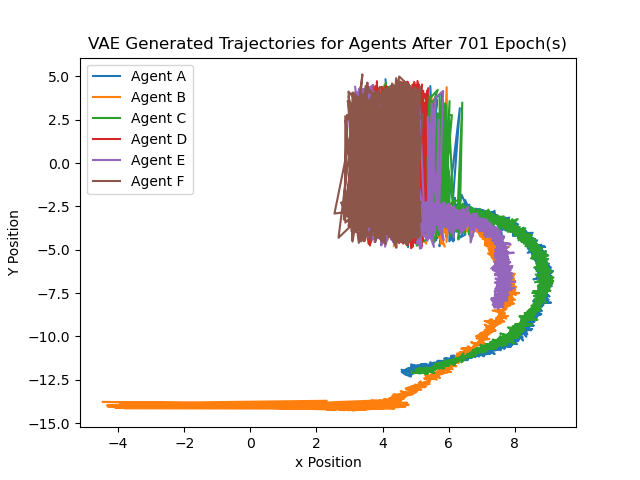 VAE Generated Trajectories for Agents After 701 Epoch(s)
Agent A
Agent B
Agent C
Agent D
Agent E
Agent F
5.0
2.5
0.0
−2.5
−5.0
−7.5
−10.0
−12.5
−15.0
Y Position
−4
−2
0
2
4
6
8
x Position